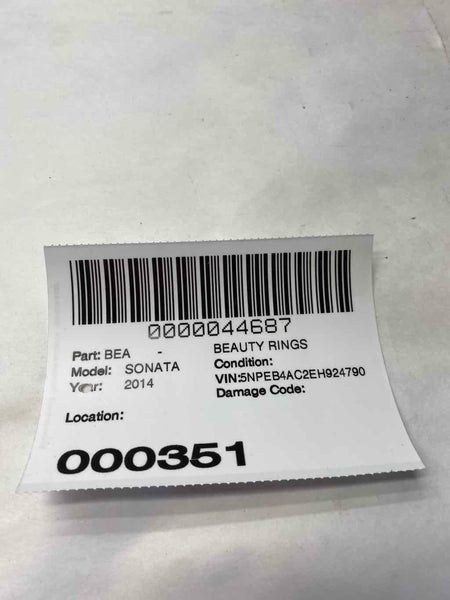 0000044687
Part: BEA - BEAUTY RINGS
Model: SONATA Condition:
Year: 2014 VIN:5NPEB4AC2EH924790
Damage Code:
Location:
000351